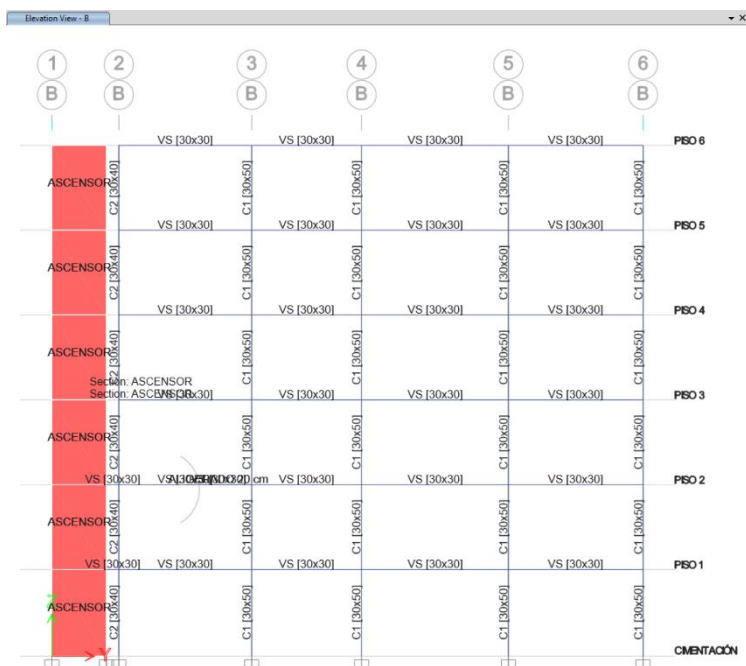 Elevation View - B
1 2 3 4 5 6
B B B B B B
VS [30x30] VS [30x30] VS [30x30] VS [30x30] PISO 6
ASCENSOR C2 [30x40] C1 [30x50] C1 [30x50] C1 [30x50] C1 [30x50]
VS [30x30] VS [30x30] VS [30x30] VS [30x30] PISO 5
ASCENSOR C2 [30x40] C1 [30x50] C1 [30x50] C1 [30x50] C1 [30x50]
VS [30x30] VS [30x30] VS [30x30] VS [30x30] PISO 4
ASCENSOR C2 [30x40] C1 [30x50] C1 [30x50] C1 [30x50] C1 [30x50]
Section: ASCENSOR
Section: ASCENSOR VS [30x30] VS [30x30] VS [30x30] VS [30x30] PISO 3
ASCENSOR C2 [30x40] C1 [30x50] C1 [30x50] C1 [30x50] C1 [30x50]
VS [30x30] cm VS [30x30] VS [30x30] VS [30x30] PISO 2
ASCENSOR C2 [30x40] C1 [30x50] C1 [30x50] C1 [30x50] C1 [30x50]
VS [30x30] VS [30x30] VS [30x30] VS [30x30] VS [30x30] PISO 1
ASCENSOR C2 [30x40] C1 [30x50] C1 [30x50] C1 [30x50] C1 [30x50]
Y CIMENTACIÓN